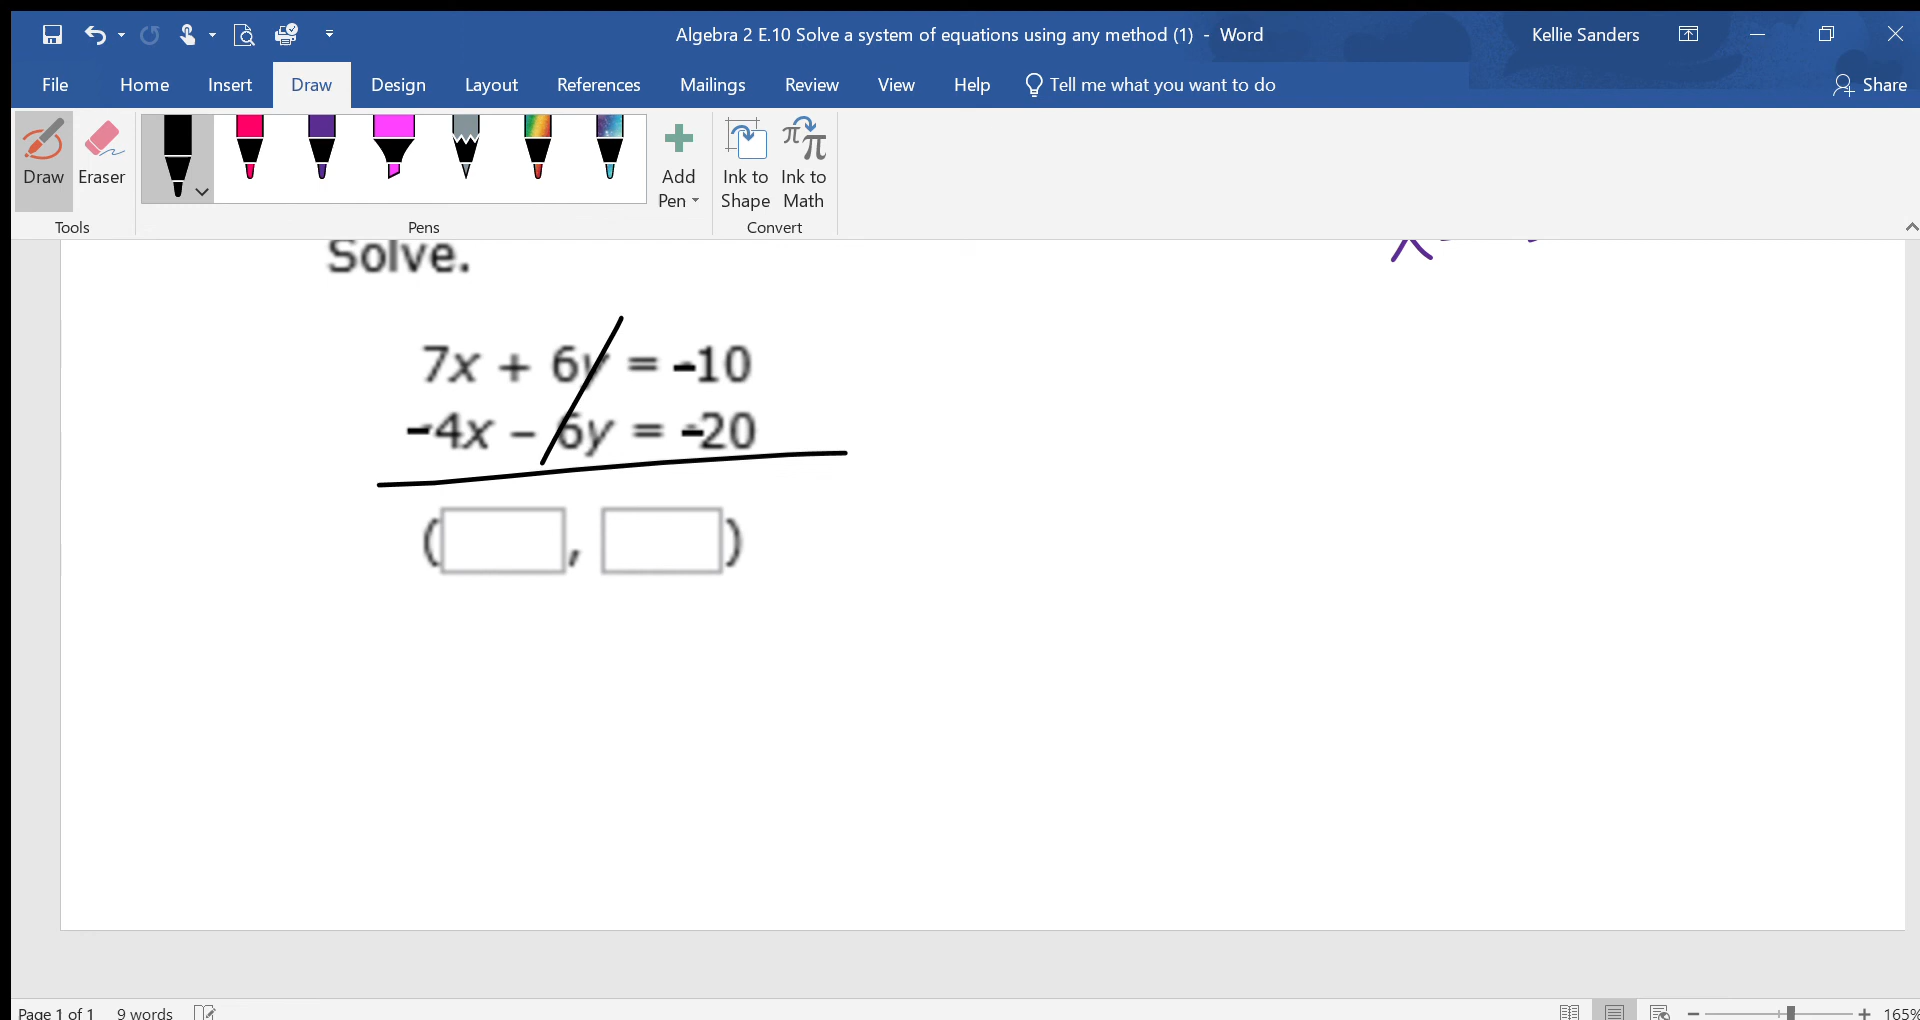 Algebra 2 E.10 Solve a system of equations using any method (1) - Word
Kellie Sanders
File Home Insert Draw Design Layout References Mailings Review View Help Tell me what you want to do Share
Draw Eraser
Add Pen
Ink to Shape
Ink to Math
Tools Pens Convert
Solve.
7x + 6y = -10
-4x – 6y = -20
( , )
Page 1 of 1 9 words 165%